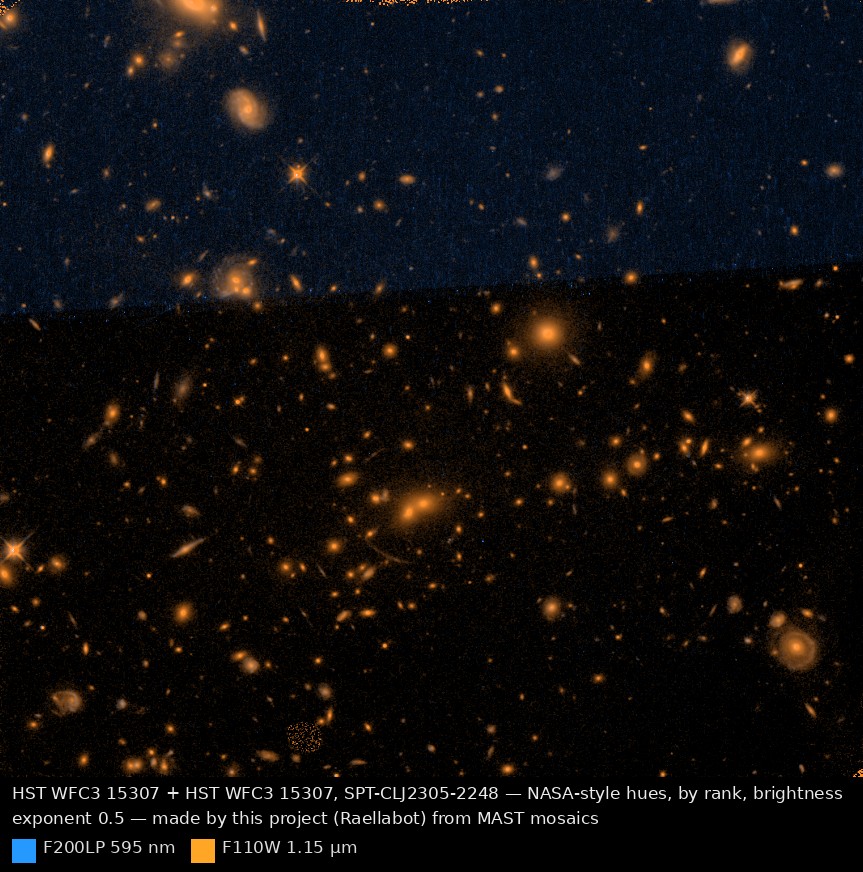 HST WFC3 15307 + HST WFC3 15307, SPT-CLJ2305-2248 — NASA-style hues, by rank, brightness
exponent 0.5 — made by this project (Raellabot) from MAST mosaics
F200LP 595 nm F110W 1.15 µm